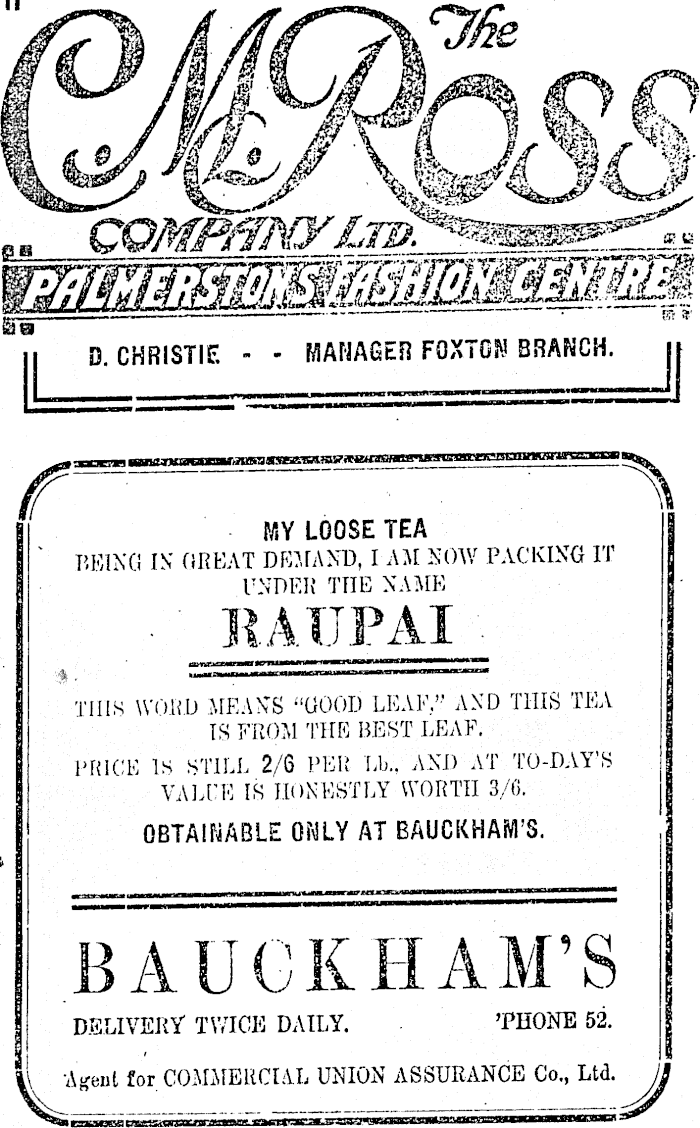 The
C.M. ROSS
COMPANY LTD.
PALMERSTONS FASHION CENTRE
D. CHRISTIE - - MANAGER FOXTON BRANCH.
MY LOOSE TEA
BEING IN GREAT DEMAND, I AM NOW PACKING IT
UNDER THE NAME
RAUPAI
THIS WORD MEANS "GOOD LEAF," AND THIS TEA
IS FROM THE BEST LEAF.
PRICE IS STILL 2/6 PER Lb., AND AT TO-DAY'S
VALUE IS HONESTLY WORTH 3/6.
OBTAINABLE ONLY AT BAUCKHAM'S.
BAUCKHAM'S
DELIVERY TWICE DAILY. 'PHONE 52.
Agent for COMMERCIAL UNION ASSURANCE Co., Ltd.